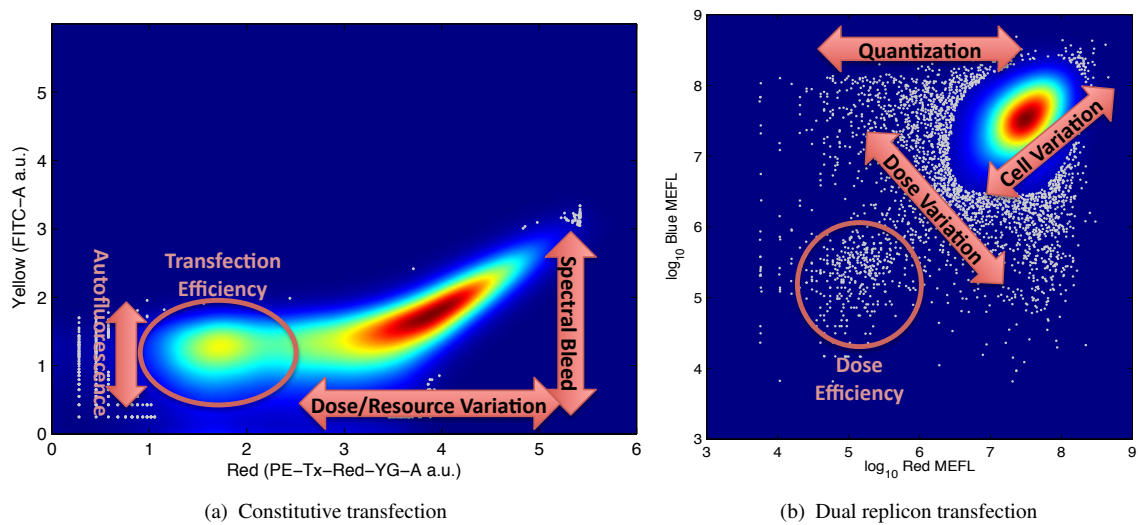 Yellow (FITC-A a.u.)
5
4
3
2
1
0
Autofluorescence
Transfection
Efficiency
Spectral Bleed
Dose/Resource Variation
0 1 2 3 4 5 6
Red (PE-Tx-Red-YG-A a.u.)
(a) Constitutive transfection
log10 Blue MEFL
9
8
7
6
5
4
3
Quantization
Cell Variation
Dose Variation
Dose
Efficiency
3 4 5 6 7 8 9
log10 Red MEFL
(b) Dual replicon transfection